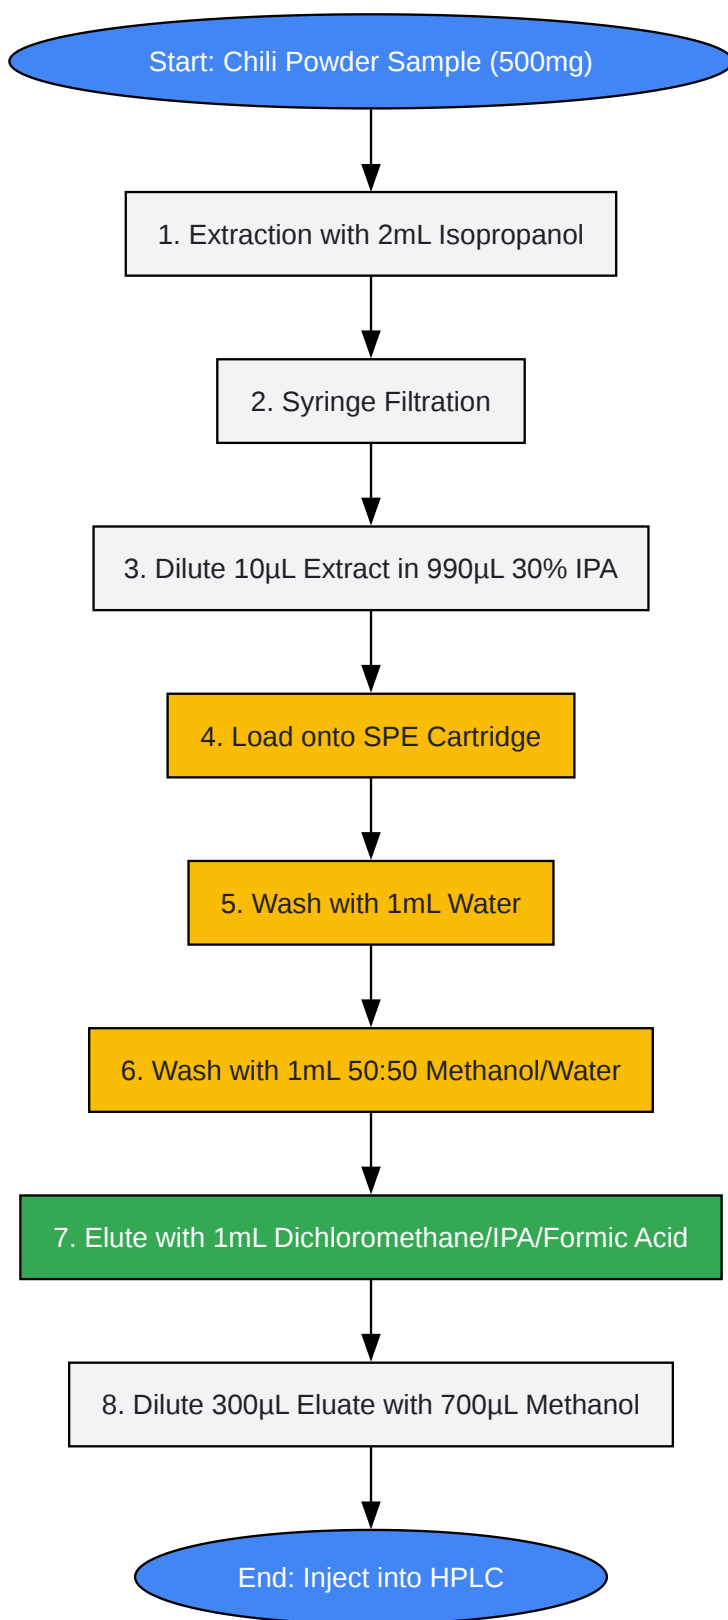 Start: Chili Powder Sample (500mg)
1. Extraction with 2mL Isopropanol
2. Syringe Filtration
3. Dilute 10µL Extract in 990µL 30% IPA
4. Load onto SPE Cartridge
5. Wash with 1mL Water
6. Wash with 1mL 50:50 Methanol/Water
7. Elute with 1mL Dichloromethane/IPA/Formic Acid
8. Dilute 300µL Eluate with 700µL Methanol
End: Inject into HPLC